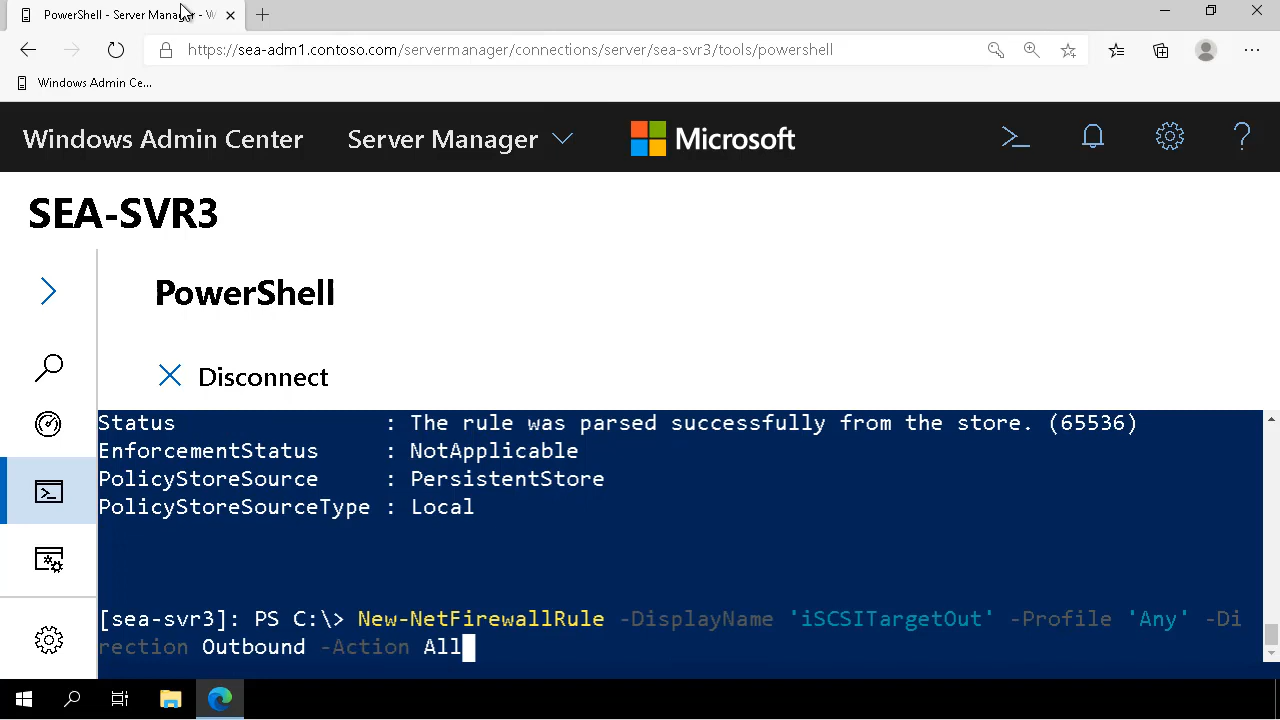 PowerShell - Server Manager - W
https://sea-adm1.contoso.com/servermanager/connections/server/sea-svr3/tools/powershell
Windows Admin Ce...
Windows Admin Center Server Manager Microsoft
SEA-SVR3
PowerShell
Disconnect
Status : The rule was parsed successfully from the store. (65536)
EnforcementStatus : NotApplicable
PolicyStoreSource : PersistentStore
PolicyStoreSourceType : Local
[sea-svr3]: PS C:\> New-NetFirewallRule -DisplayName 'iSCSITargetOut' -Profile 'Any' -Di
rection Outbound -Action All